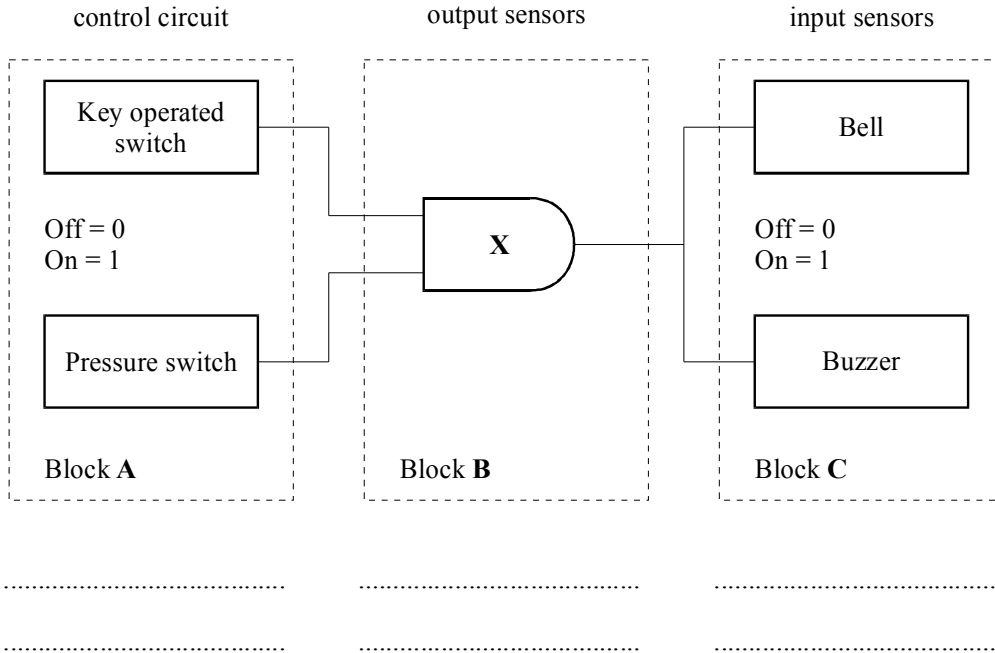 control circuit
output sensors
input sensors
Key operated
switch
Bell
Off = 0
On = 1
X
Off = 0
On = 1
Pressure switch
Buzzer
Block A
Block B
Block C